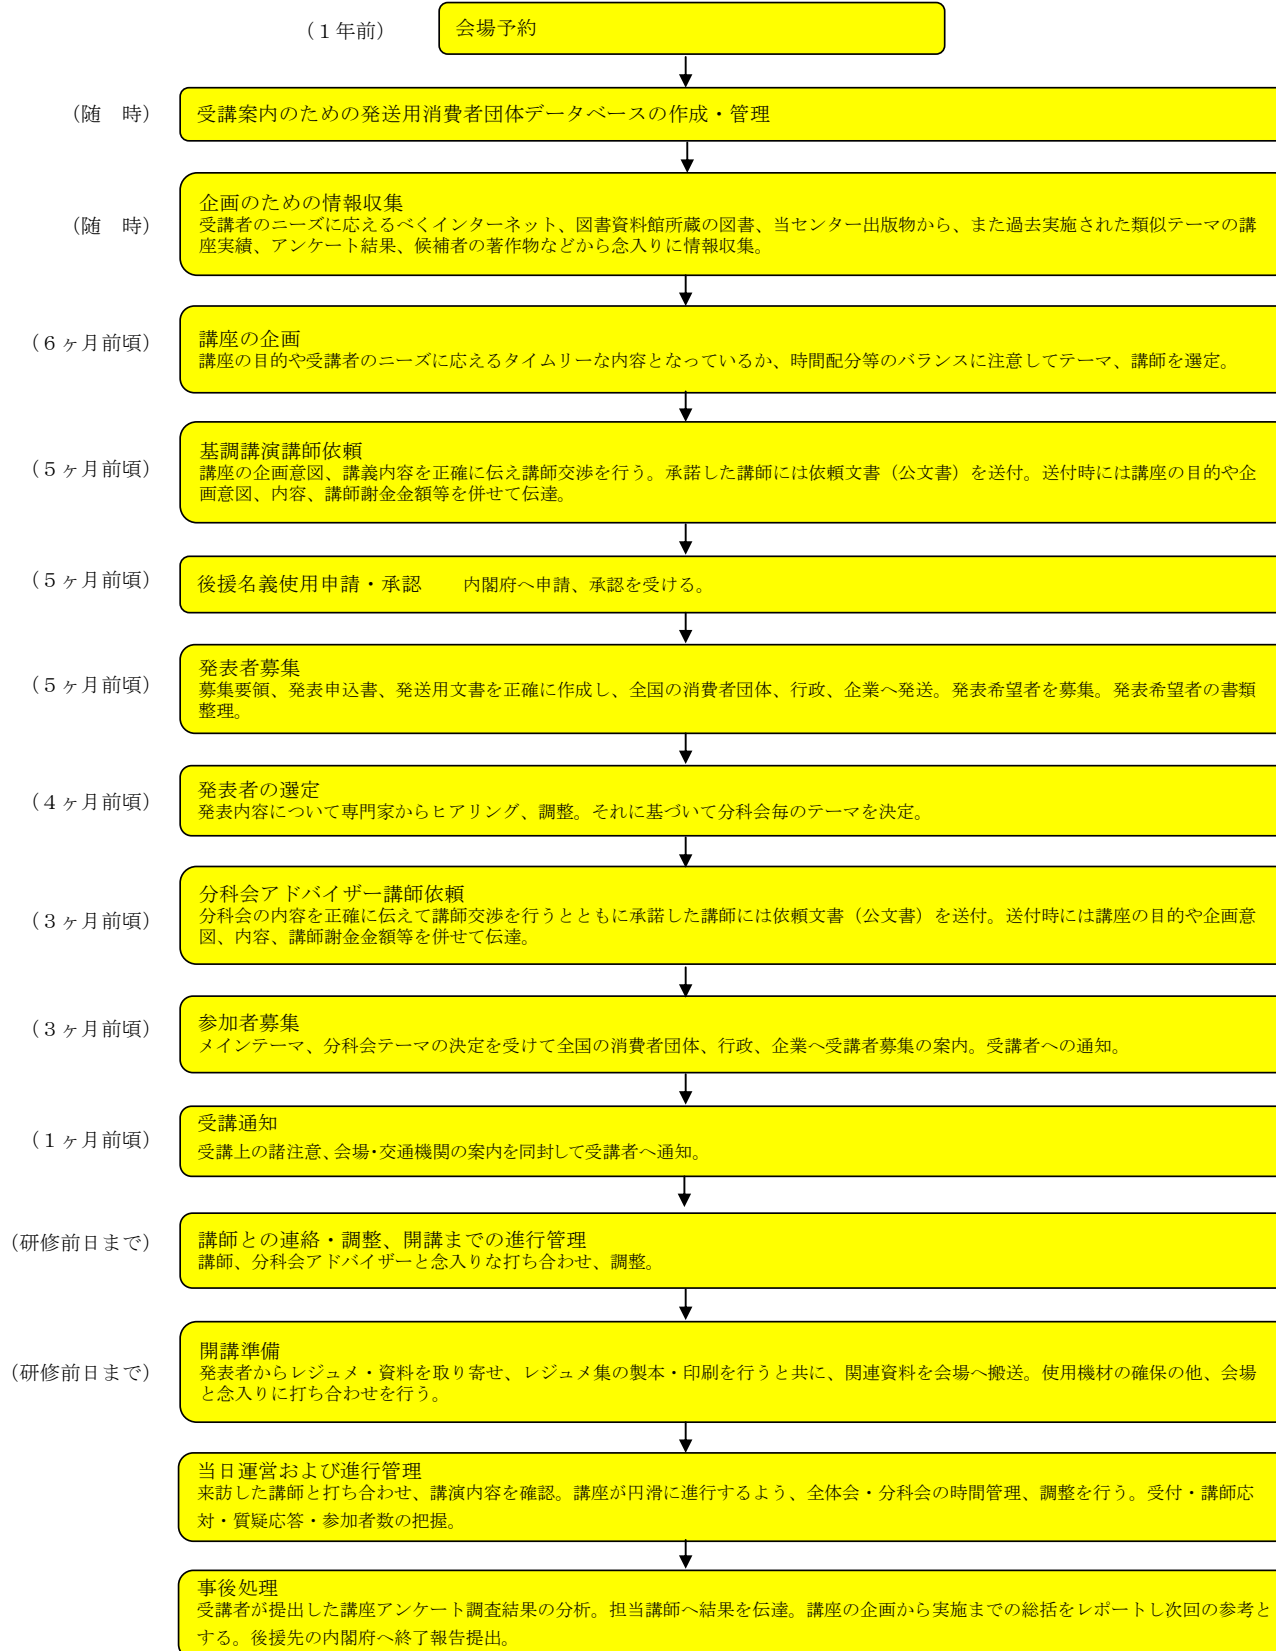 （１年前）
会場予約
（随　時）
受講案内のための発送用消費者団体データベースの作成・管理
（随　時）
企画のための情報収集
受講者のニーズに応えるべくインターネット、図書資料館所蔵の図書、当センター出版物から、また過去実施された類似テーマの講
座実績、アンケート結果、候補者の著作物などから念入りに情報収集。
（６ヶ月前頃）
講座の企画
講座の目的や受講者のニーズに応えるタイムリーな内容となっているか、時間配分等のバランスに注意してテーマ、講師を選定。
（５ヶ月前頃）
基調講演講師依頼
講座の企画意図、講義内容を正確に伝え講師交渉を行う。承諾した講師には依頼文書（公文書）を送付。送付時には講座の目的や企
画意図、内容、講師謝金金額等を併せて伝達。
（５ヶ月前頃）
後援名義使用申請・承認　　内閣府へ申請、承認を受ける。
（５ヶ月前頃）
発表者募集
募集要領、発表申込書、発送用文書を正確に作成し、全国の消費者団体、行政、企業へ発送。発表希望者を募集。発表希望者の書類
整理。
（４ヶ月前頃）
発表者の選定
発表内容について専門家からヒアリング、調整。それに基づいて分科会毎のテーマを決定。
（３ヶ月前頃）
分科会アドバイザー講師依頼
分科会の内容を正確に伝えて講師交渉を行うとともに承諾した講師には依頼文書（公文書）を送付。送付時には講座の目的や企画意
図、内容、講師謝金金額等を併せて伝達。
（３ヶ月前頃）
参加者募集
メインテーマ、分科会テーマの決定を受けて全国の消費者団体、行政、企業へ受講者募集の案内。受講者への通知。
（１ヶ月前頃）
受講通知
受講上の諸注意、会場・交通機関の案内を同封して受講者へ通知。
（研修前日まで）
講師との連絡・調整、開講までの進行管理
講師、分科会アドバイザーと念入りな打ち合わせ、調整。
（研修前日まで）
開講準備
発表者からレジュメ・資料を取り寄せ、レジュメ集の製本・印刷を行うと共に、関連資料を会場へ搬送。使用機材の確保の他、会場
と念入りに打ち合わせを行う。
当日運営および進行管理
来訪した講師と打ち合わせ、講演内容を確認。講座が円滑に進行するよう、全体会・分科会の時間管理、調整を行う。受付・講師応
対・質疑応答・参加者数の把握。
事後処理
受講者が提出した講座アンケート調査結果の分析。担当講師へ結果を伝達。講座の企画から実施までの総括をレポートし次回の参考と
する。後援先の内閣府へ終了報告提出。